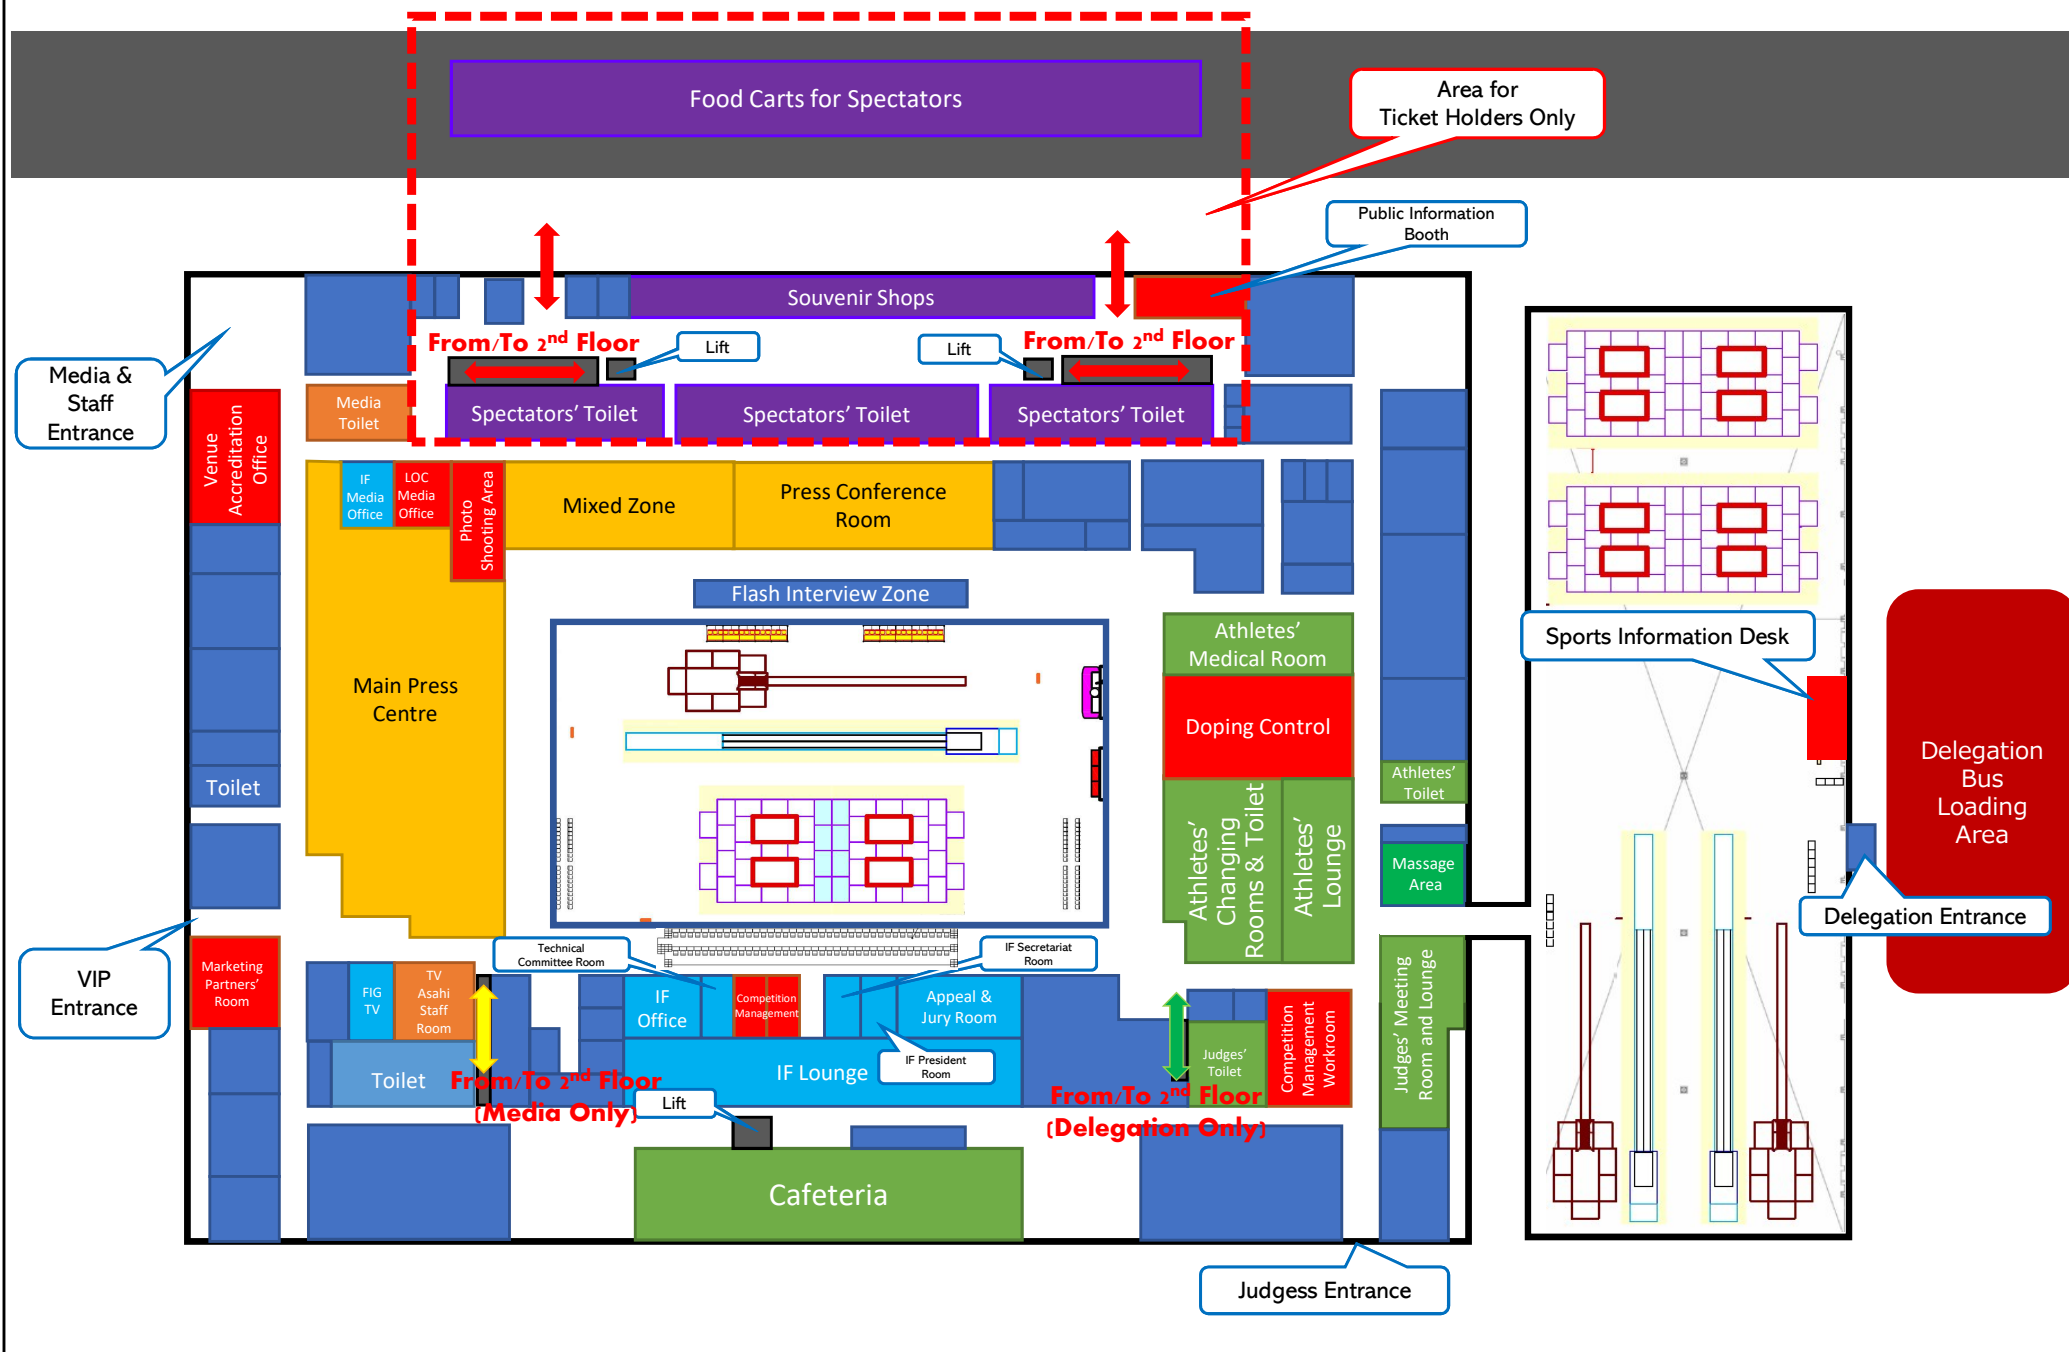 Food Carts for Spectators
Area for
Ticket Holders Only
Public Information
Booth
Souvenir Shops
From/To 2nd Floor
Lift
Lift
From/To 2nd Floor
Media &
Staff
Entrance
Media
Toilet
Spectators' Toilet
Spectators' Toilet
Spectators' Toilet
Venue
Accreditation
Office
IF
Media
Office
LOC
Media
Office
Photo
Shooting Area
Mixed Zone
Press Conference
Room
Flash Interview Zone
Athletes'
Medical Room
Sports Information Desk
Main Press
Centre
Doping Control
Delegation
Bus
Loading
Area
Toilet
Athletes'
Toilet
Athletes'
Changing
Rooms & Toilet
Athletes'
Lounge
Massage
Area
Delegation Entrance
VIP
Entrance
Marketing
Partners'
Room
Technical
Committee Room
IF Secretariat
Room
FIG
TV
TV
Asahi
Staff
Room
IF
Office
Competition
Management
Appeal &
Jury Room
IF President
Room
Judges'
Toilet
Competition
Management
Workroom
Judges' Meeting
Room and Lounge
Toilet
IF Lounge
From/To 2nd Floor
(Media Only)
Lift
From/To 2nd Floor
(Delegation Only)
Cafeteria
Judgess Entrance